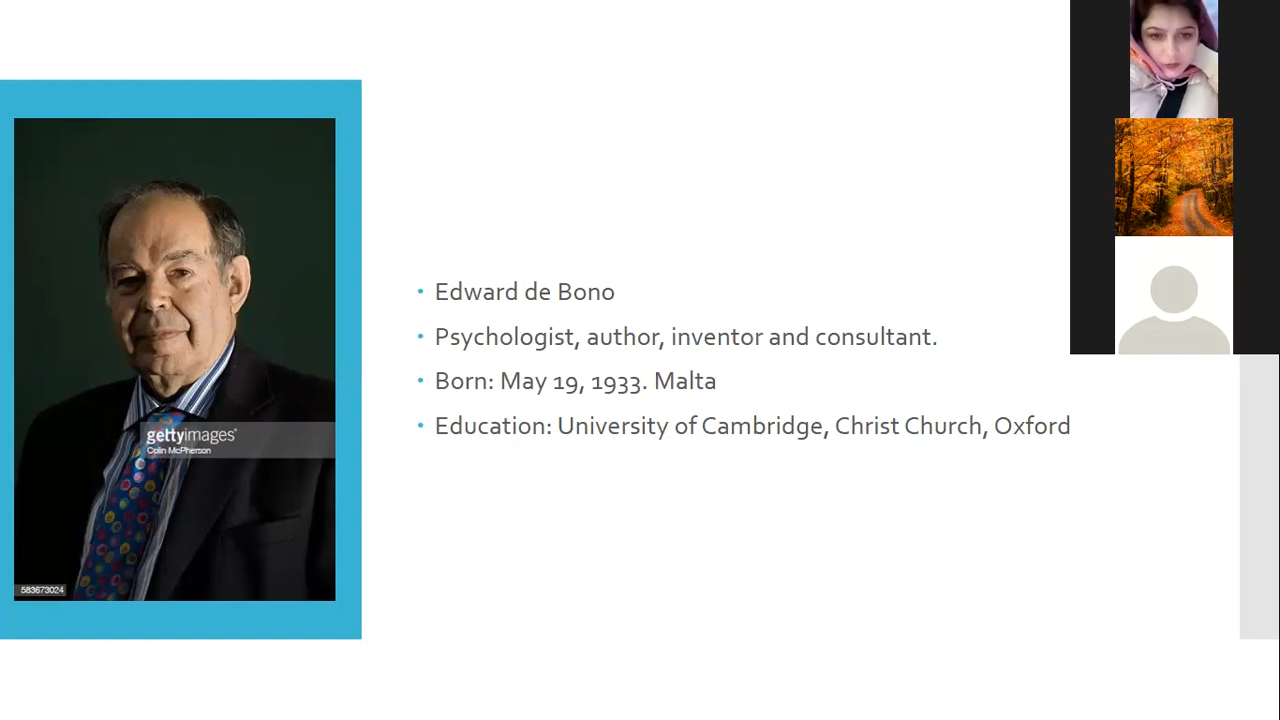 Edward de Bono
Psychologist, author, inventor and consultant.
Born: May 19, 1933. Malta
Education: University of Cambridge, Christ Church, Oxford
gettyimages®
Colin McPherson
583673024